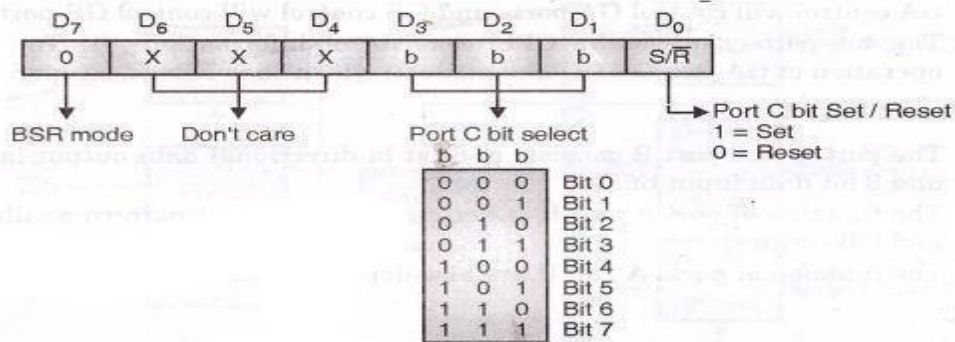 D₇ D₆ D₅ D₄ D₃ D₂ D₁ D₀
0 X X X b b b S/R̅
BSR mode
Don't care
Port C bit select
Port C bit Set / Reset
1 = Set
0 = Reset
b b b
0 0 0 Bit 0
0 0 1 Bit 1
0 1 0 Bit 2
0 1 1 Bit 3
1 0 0 Bit 4
1 0 1 Bit 5
1 1 0 Bit 6
1 1 1 Bit 7